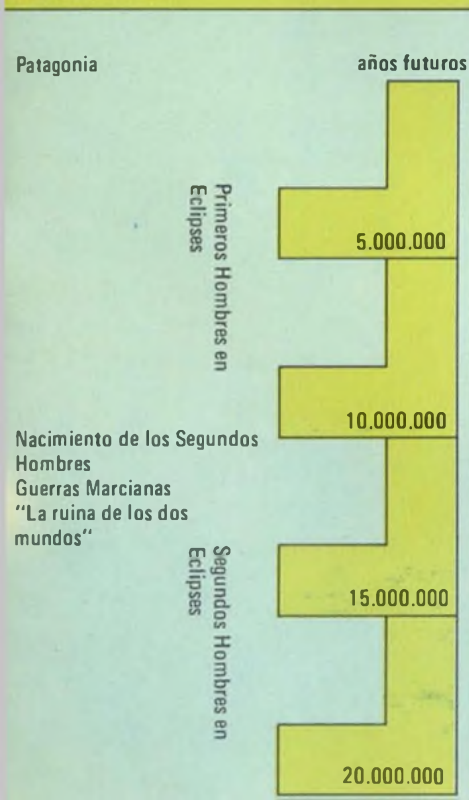 Patagonia
años futuros
Primeros Hombres en
Eclipses
5.000.000
10.000.000
Nacimiento de los Segundos
Hombres
Guerras Marcianas
"La ruina de los dos
mundos"
Segundos Hombres en
Eclipses
15.000.000
20.000.000